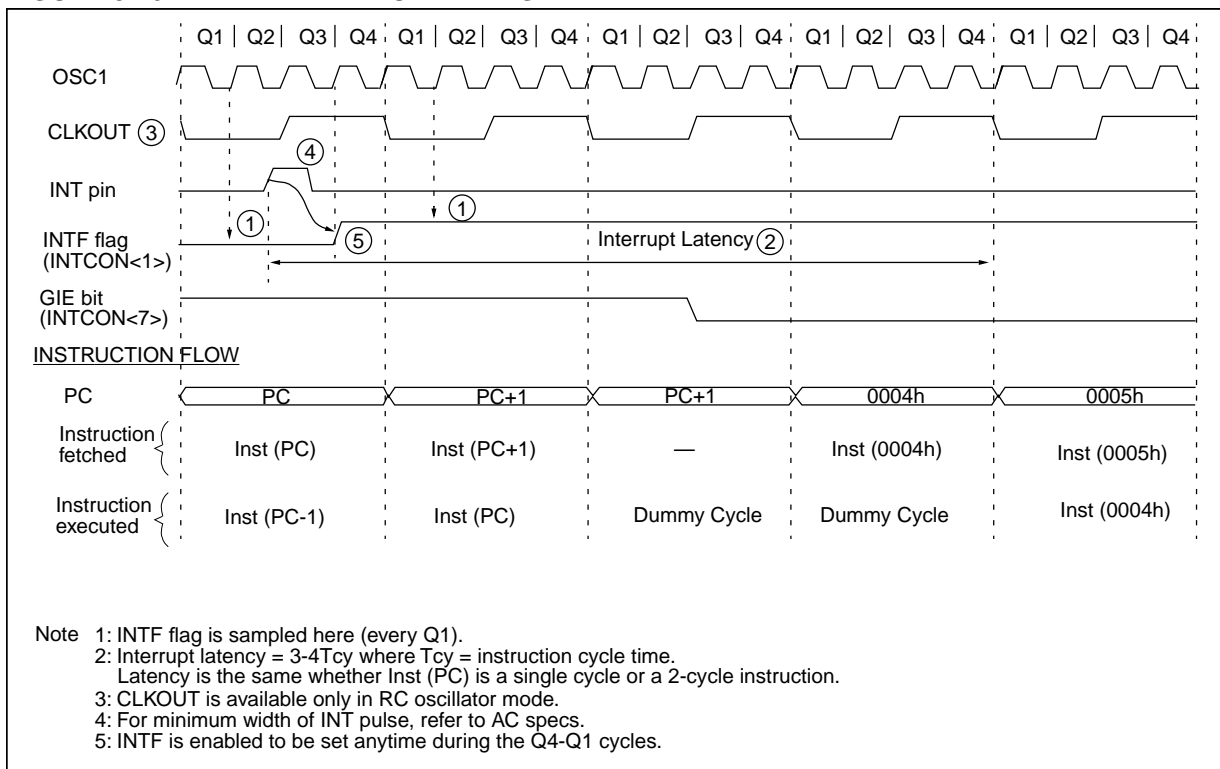 Q1 | Q2 | Q3 | Q4 Q1 | Q2 | Q3 | Q4 Q1 | Q2 | Q3 | Q4 Q1 | Q2 | Q3 | Q4 Q1 | Q2 | Q3 | Q4
OSC1
CLKOUT 3
4
INT pin
1
1
5
INTF flag
(INTCON<1>)
Interrupt Latency 2
GIE bit
(INTCON<7>)
INSTRUCTION FLOW
PC PC PC+1 PC+1 0004h 0005h
Instruction
fetched
Inst (PC) Inst (PC+1) — Inst (0004h) Inst (0005h)
Instruction
executed
Inst (PC-1) Inst (PC) Dummy Cycle Dummy Cycle Inst (0004h)
Note 1: INTF flag is sampled here (every Q1).
2: Interrupt latency = 3-4Tcy where Tcy = instruction cycle time.
Latency is the same whether Inst (PC) is a single cycle or a 2-cycle instruction.
3: CLKOUT is available only in RC oscillator mode.
4: For minimum width of INT pulse, refer to AC specs.
5: INTF is enabled to be set anytime during the Q4-Q1 cycles.